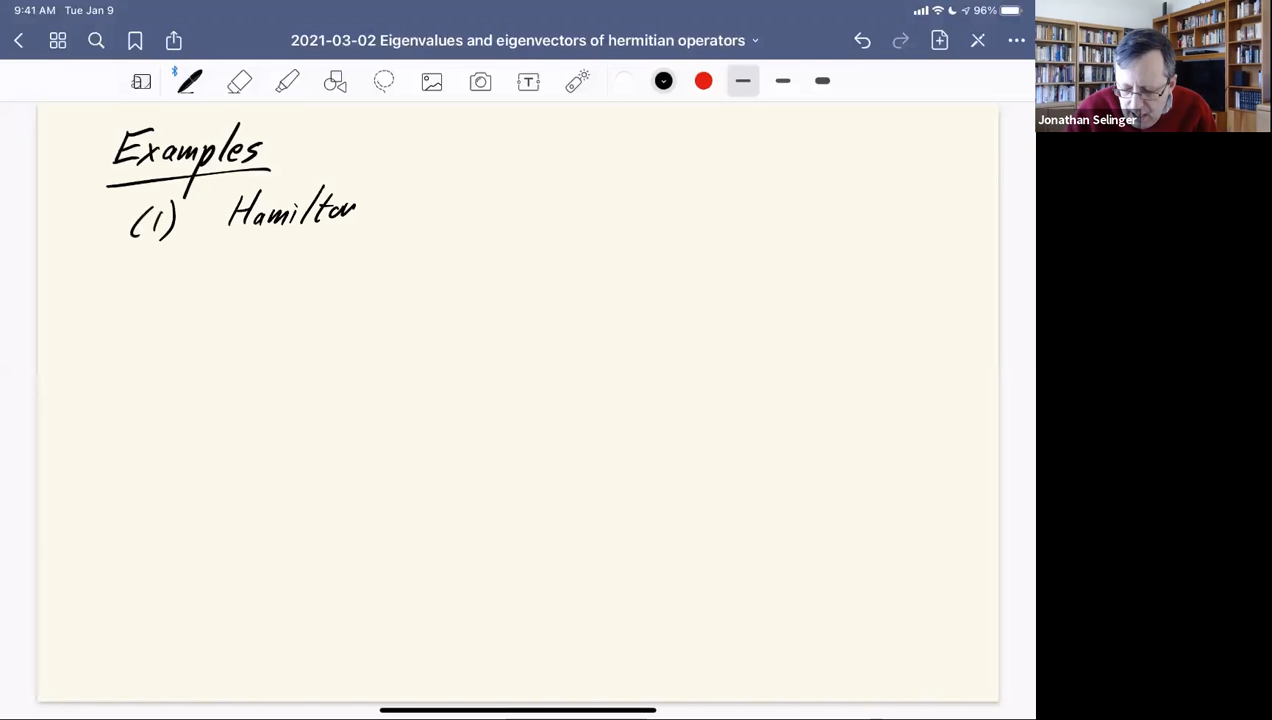 9:41 AM Tue Jan 9
96%
2021-03-02 Eigenvalues and eigenvectors of hermitian operators
Jonathan Selinger
Examples
(1) Hamilton